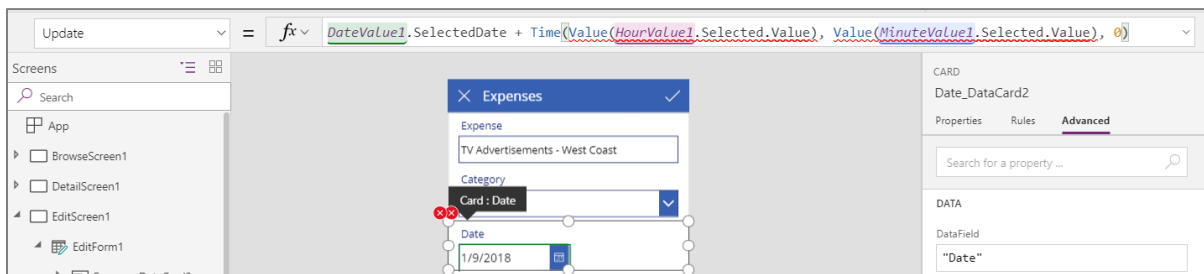 Update = fx DateValue1.SelectedDate + Time(Value(HourValue1.Selected.Value), Value(MinuteValue1.Selected.Value), 0)
Screens
Search
App
BrowseScreen1
DetailScreen1
EditScreen1
EditForm1
Expenses
Expense
TV Advertisements - West Coast
Category
Card : Date
Date
1/9/2018
CARD
Date_DataCard2
Properties Rules Advanced
Search for a property ...
DATA
DataField
"Date"